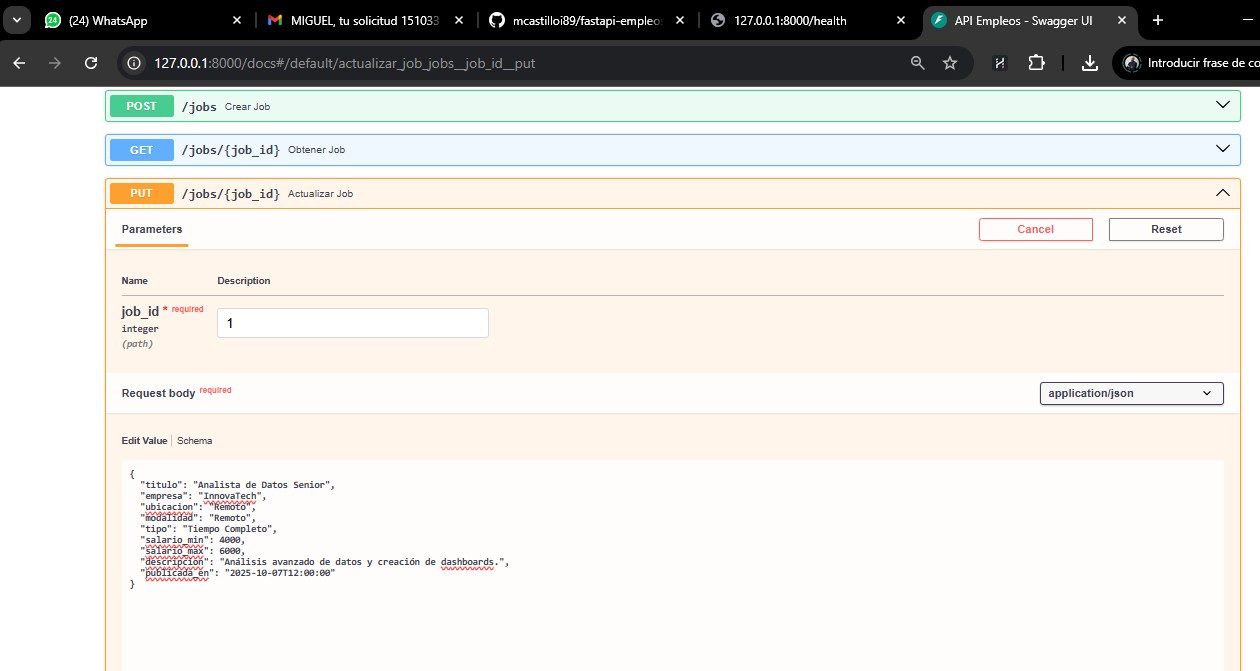 (24) WhatsApp
MIGUEL, tu solicitud 151033
mcastilloi89/fastapi-empleos
127.0.0.1:8000/health
API Empleos - Swagger UI
127.0.0.1:8000/docs#/default/actualizar_job_jobs__job_id__put
Introducir frase de co
POST /jobs Crear Job
GET /jobs/{job_id} Obtener Job
PUT /jobs/{job_id} Actualizar Job
Parameters
Cancel
Reset
Name Description
job_id * required
1
integer
(path)
Request body required
application/json
Edit Value | Schema
{
"titulo": "Analista de Datos Senior",
"empresa": "InnovaTech",
"ubicacion": "Remoto",
"modalidad": "Remoto",
"tipo": "Tiempo Completo",
"salario_min": 4000,
"salario_max": 6000,
"descripcion": "Análisis avanzado de datos y creación de dashboards.",
"publicada_en": "2025-10-07T12:00:00"
}